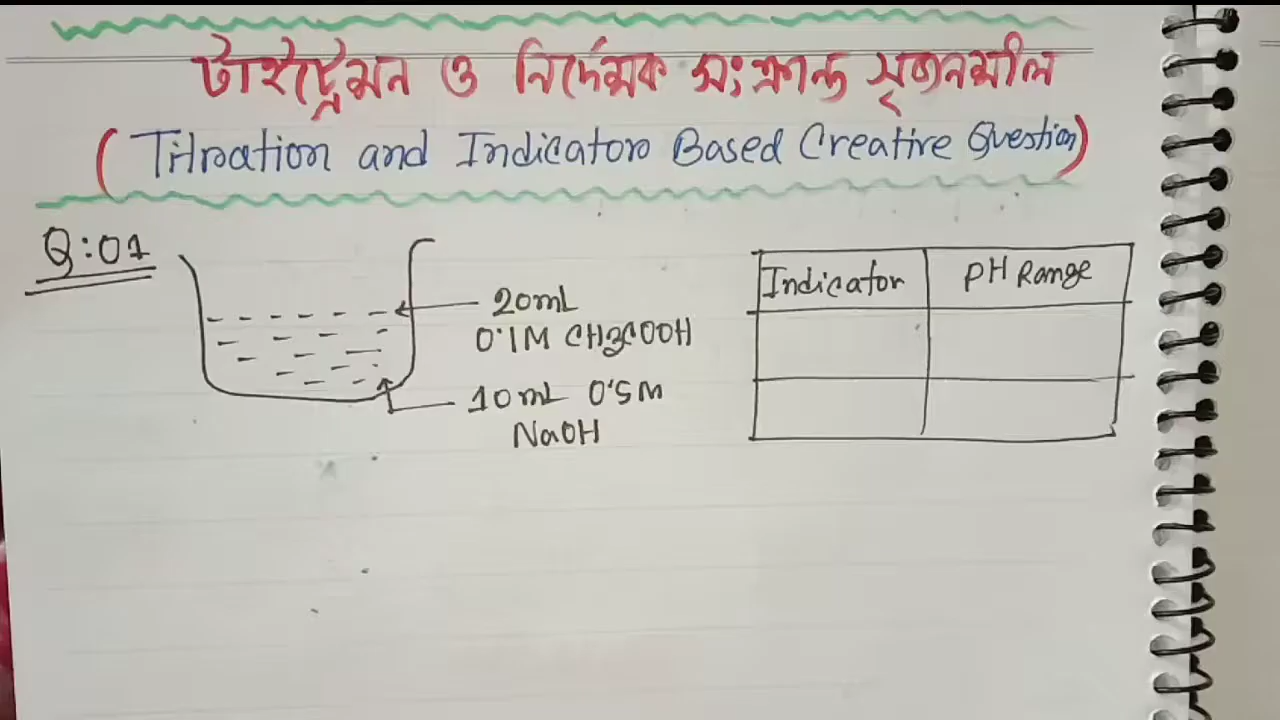 টাইট্রেশন ও নির্দেশক সংক্রান্ত সৃজনশীল
(Titration and Indicator Based Creative Question)
Q:01
20mL
0.1M CH3COOH
10mL 0.5M
NaOH
Indicator PH Range